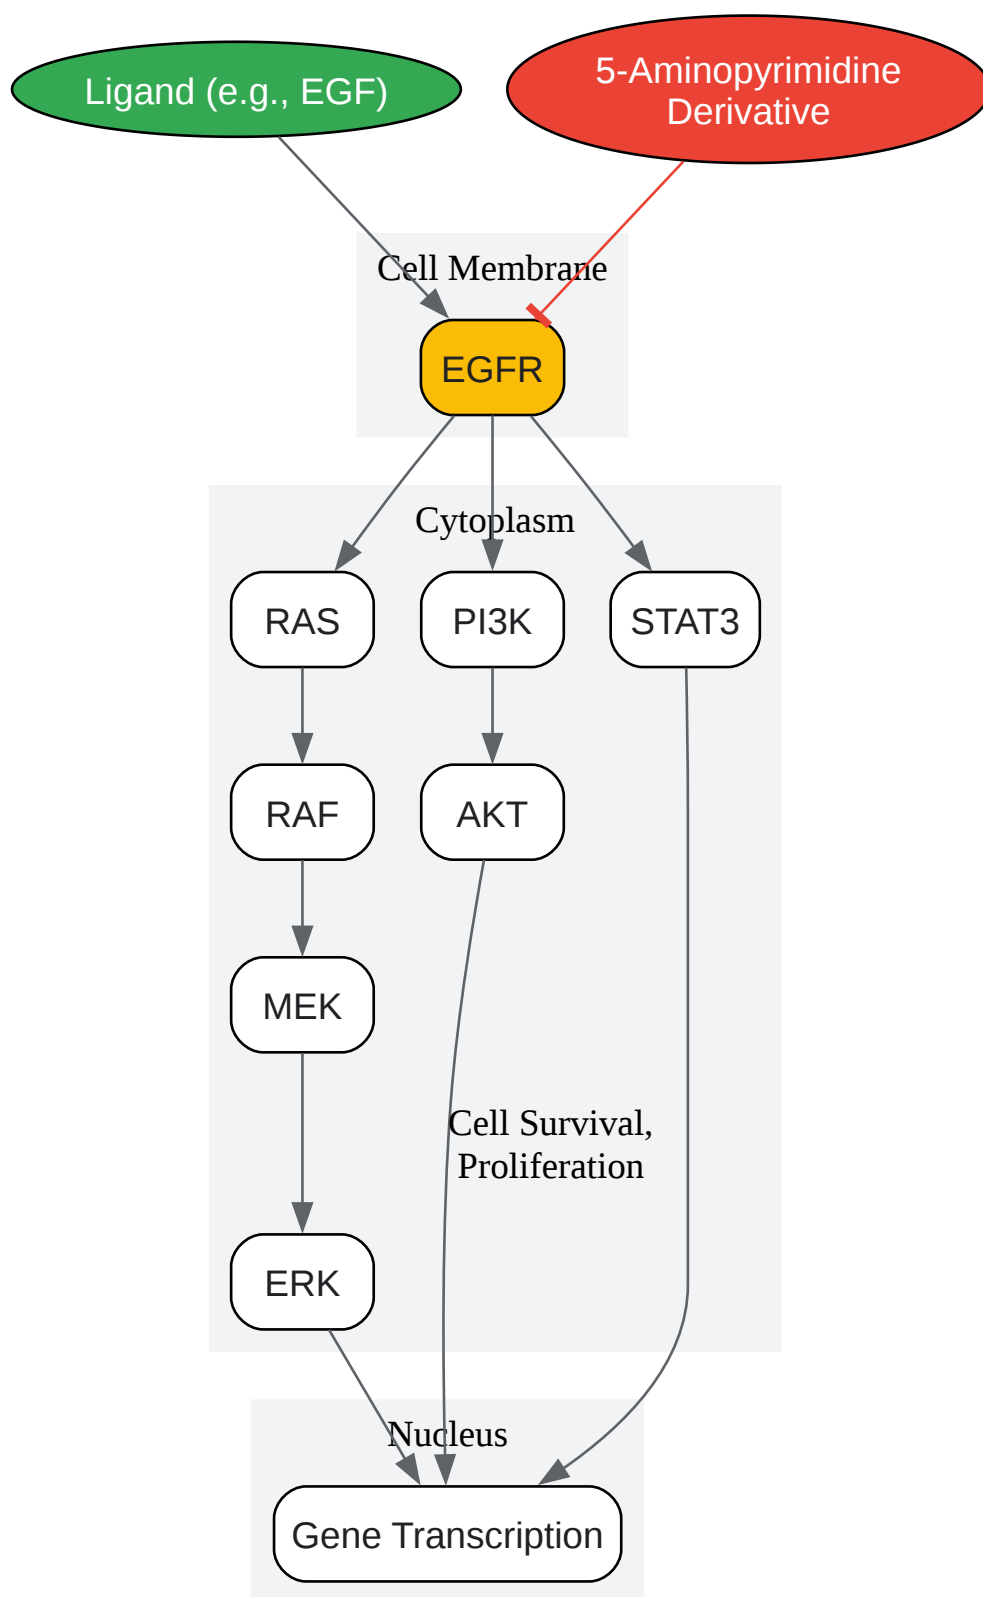 Ligand (e.g., EGF)
5-Aminopyrimidine
Derivative
Cell Membrane
EGFR
Cytoplasm
RAS
PI3K
STAT3
RAF
AKT
MEK
Cell Survival,
Proliferation
ERK
Nucleus
Gene Transcription